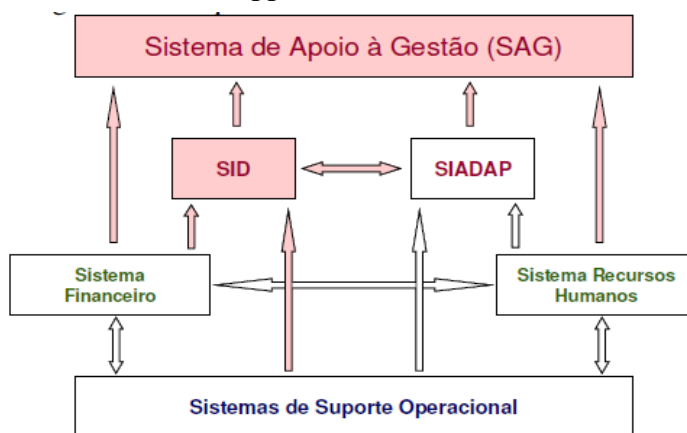 Sistema de Apoio à Gestão (SAG)
SID
SIADAP
Sistema
Financeiro
Sistema Recursos
Humanos
Sistemas de Suporte Operacional